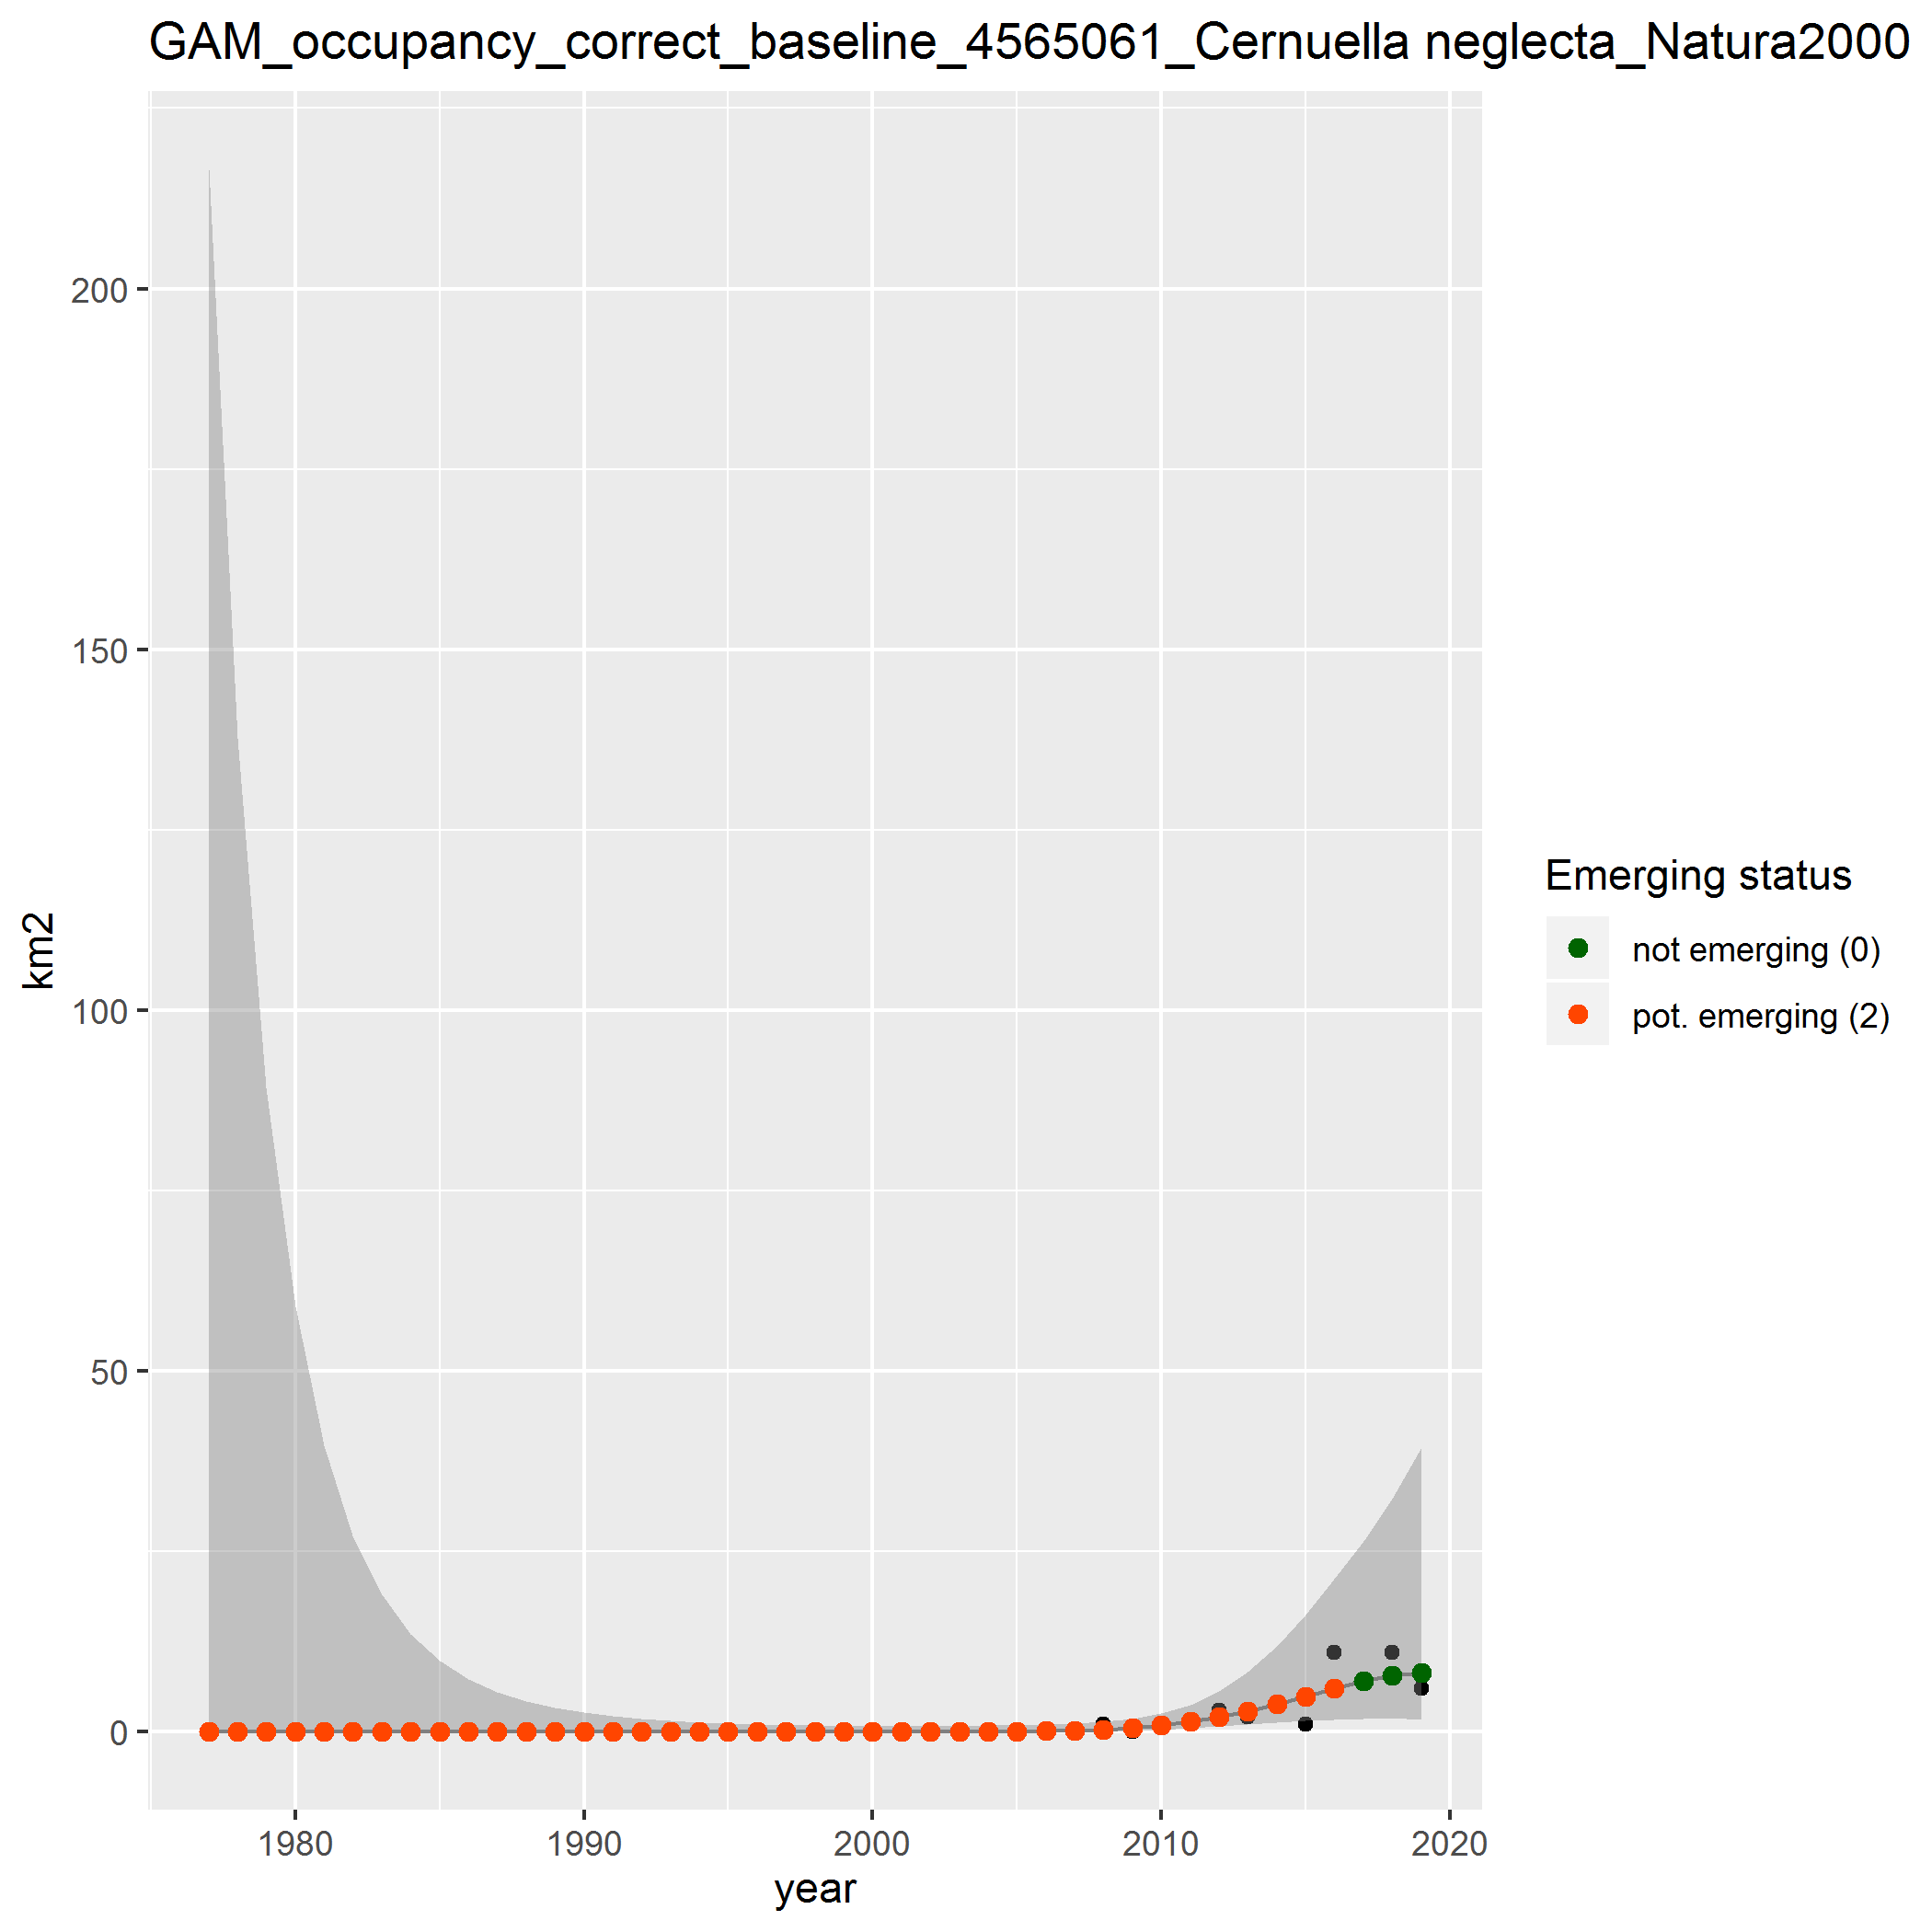 GAM_occupancy_correct_baseline_4565061_Cernuella neglecta_Natura2000
200
150
100
50
0
km2
1980 1990 2000 2010 2020
year
Emerging status
not emerging (0)
pot. emerging (2)